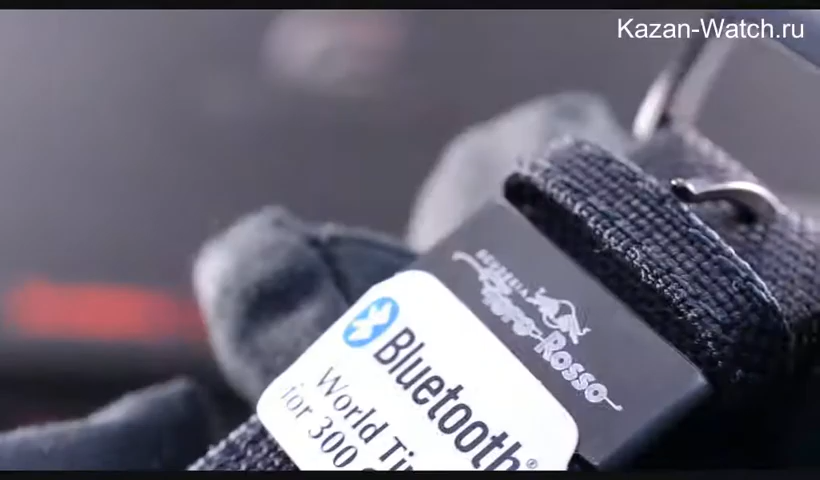 Kazan-Watch.ru
SCUDERIA
Toro Rosso
Bluetooth®
World Ti
for 300